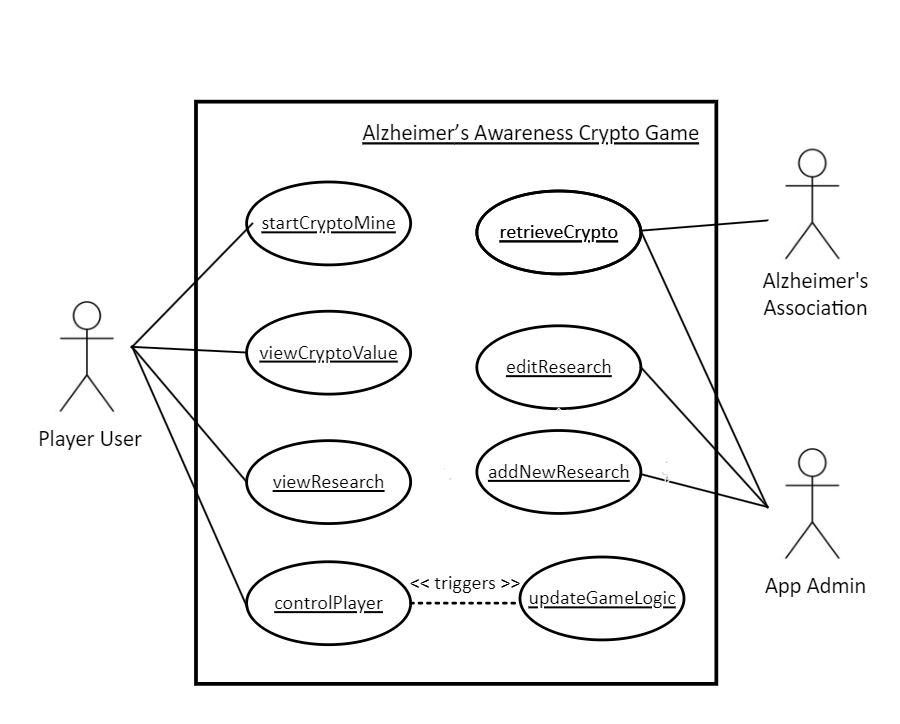 Alzheimer’s Awareness Crypto Game
startCryptoMine
retrieveCrypto
Alzheimer's
Association
viewCryptoValue
editResearch
Player User
viewResearch
addNewResearch
<< triggers >>
controlPlayer
updateGameLogic
App Admin